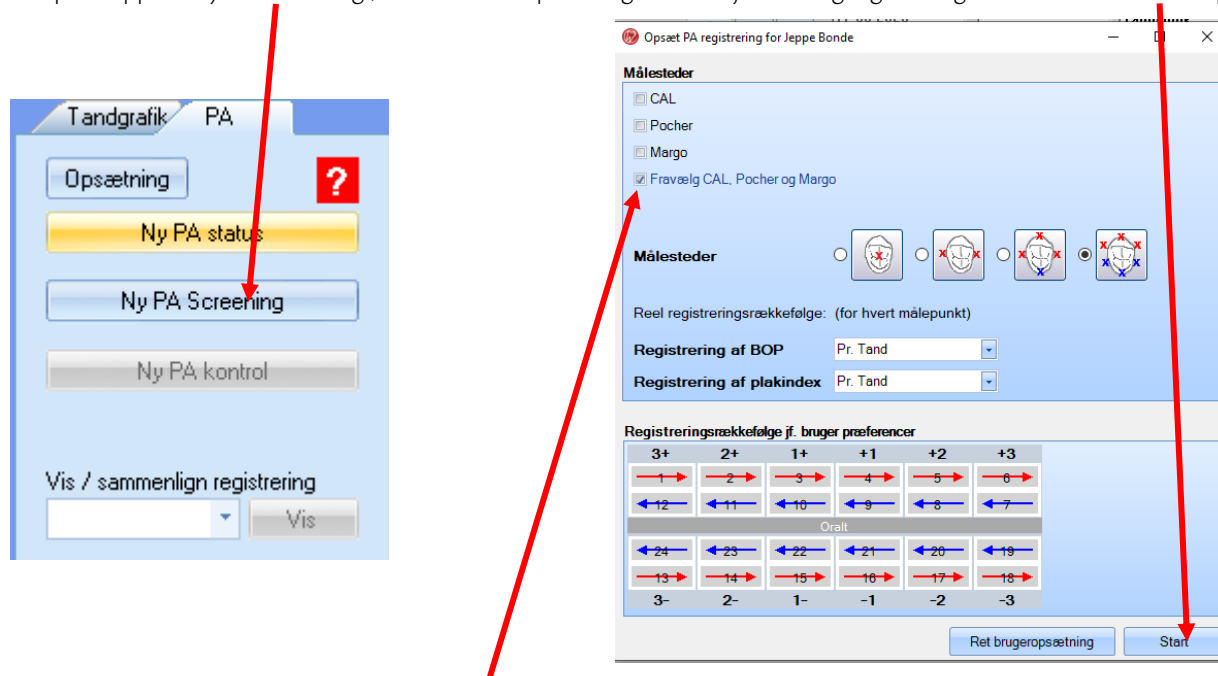 Tandgrafik
PA
Opsætning
?
Ny PA status
Ny PA Screening
Ny PA kontrol
Vis / sammenlign registrering
Vis
Opsæt PA registrering for Jeppe Bonde
Målesteder
CAL
Pocher
Margo
Fravælg CAL, Pocher og Margo
Målesteder
Reel registreringsrækkefølge: (for hvert målepunkt)
Registrering af BOP Pr. Tand
Registrering af plakindex Pr. Tand
Registreringsrækkefølge jf. bruger præferencer
3+ 2+ 1+ +1 +2 +3
1 2 3 4 5 6
12 11 10 9 8 7
Oralt
24 23 22 21 20 19
13 14 15 16 17 18
3- 2- 1- -1 -2 -3
Ret brugeropsætning
Start